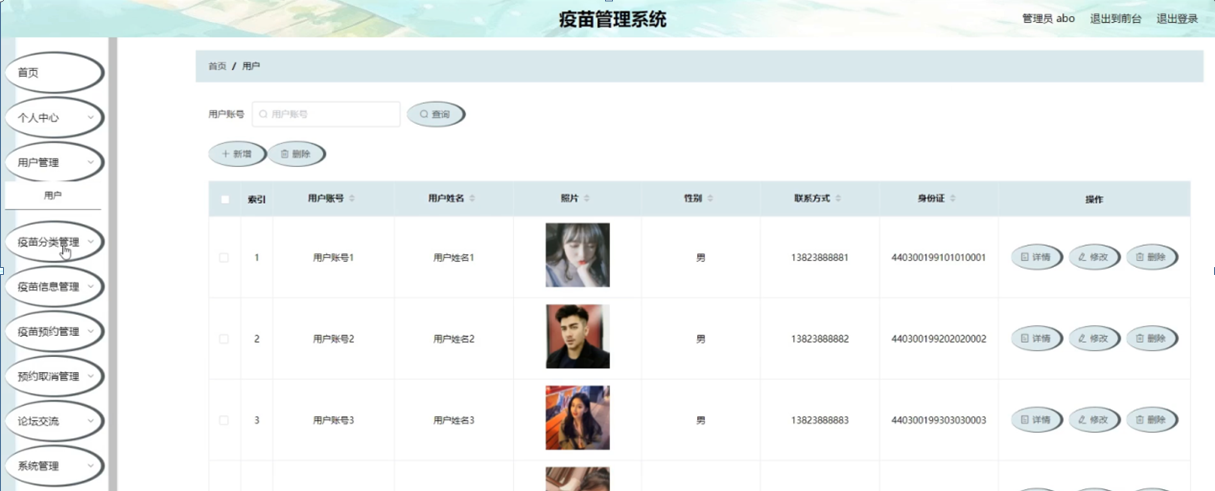 疫苗管理系统
管理员 abo 退出到前台 退出登录
首页
个人中心
用户管理
用户
疫苗分类管理
疫苗信息管理
疫苗预约管理
预约取消管理
论坛交流
系统管理
首页 / 用户
用户账号 用户账号 查询
新增 删除
索引 用户账号 用户姓名 照片 性别 联系方式 身份证 操作
1 用户账号1 用户姓名1 男 13823888881 440300199101010001 详情 修改 删除
2 用户账号2 用户姓名2 男 13823888882 440300199202020002 详情 修改 删除
3 用户账号3 用户姓名3 男 13823888883 440300199303030003 详情 修改 删除